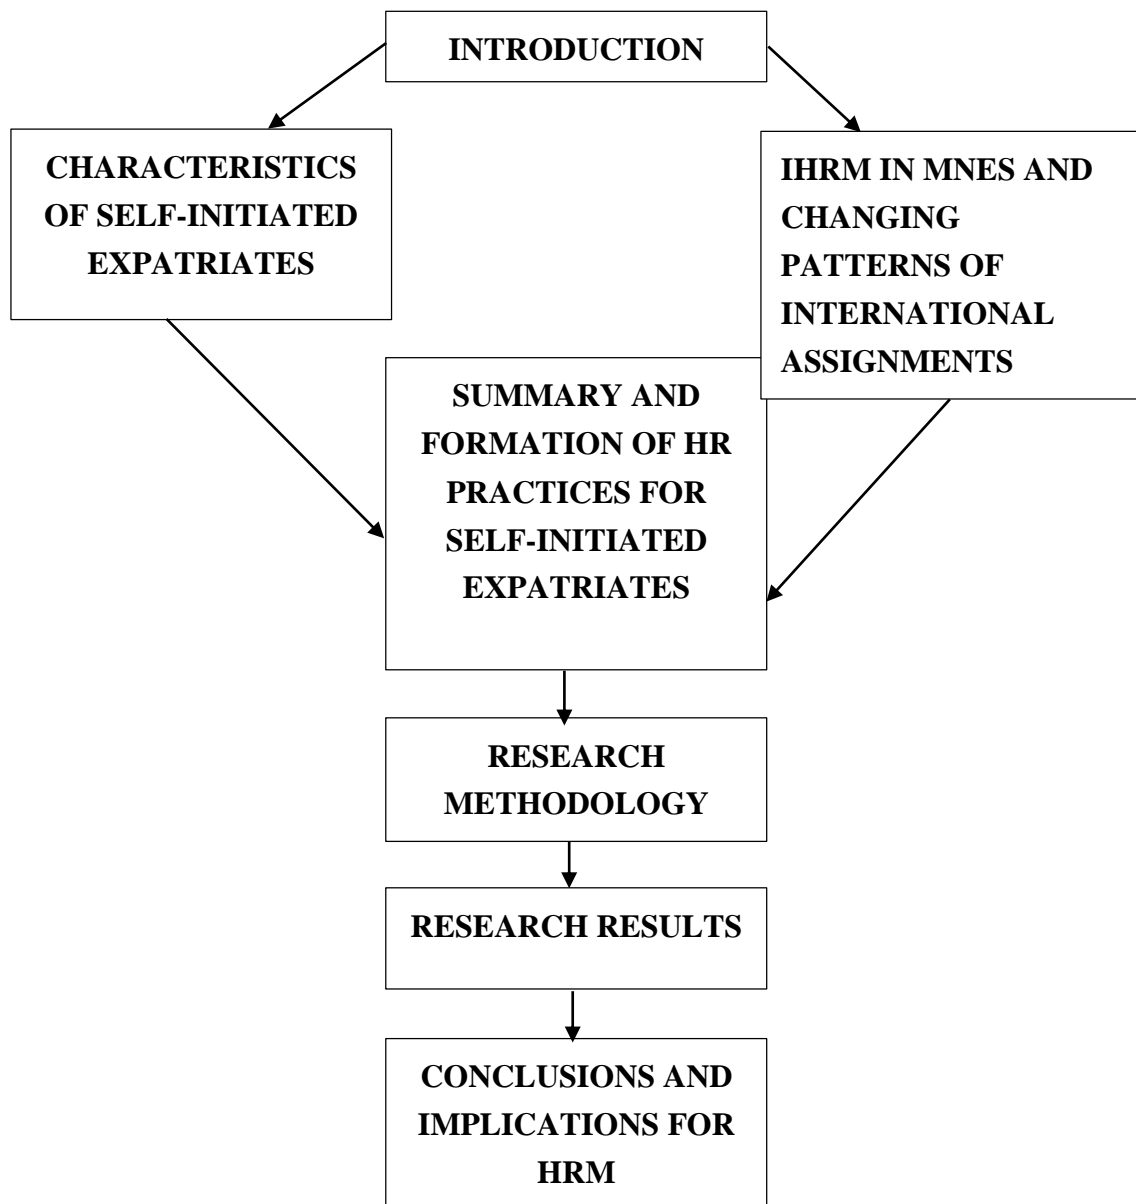 INTRODUCTION
CHARACTERISTICS
OF SELF-INITIATED
EXPATRIATES
IHRM IN MNES AND
CHANGING
PATTERNS OF
INTERNATIONAL
ASSIGNMENTS
SUMMARY AND
FORMATION OF HR
PRACTICES FOR
SELF-INITIATED
EXPATRIATES
RESEARCH
METHODOLOGY
RESEARCH RESULTS
CONCLUSIONS AND
IMPLICATIONS FOR
HRM